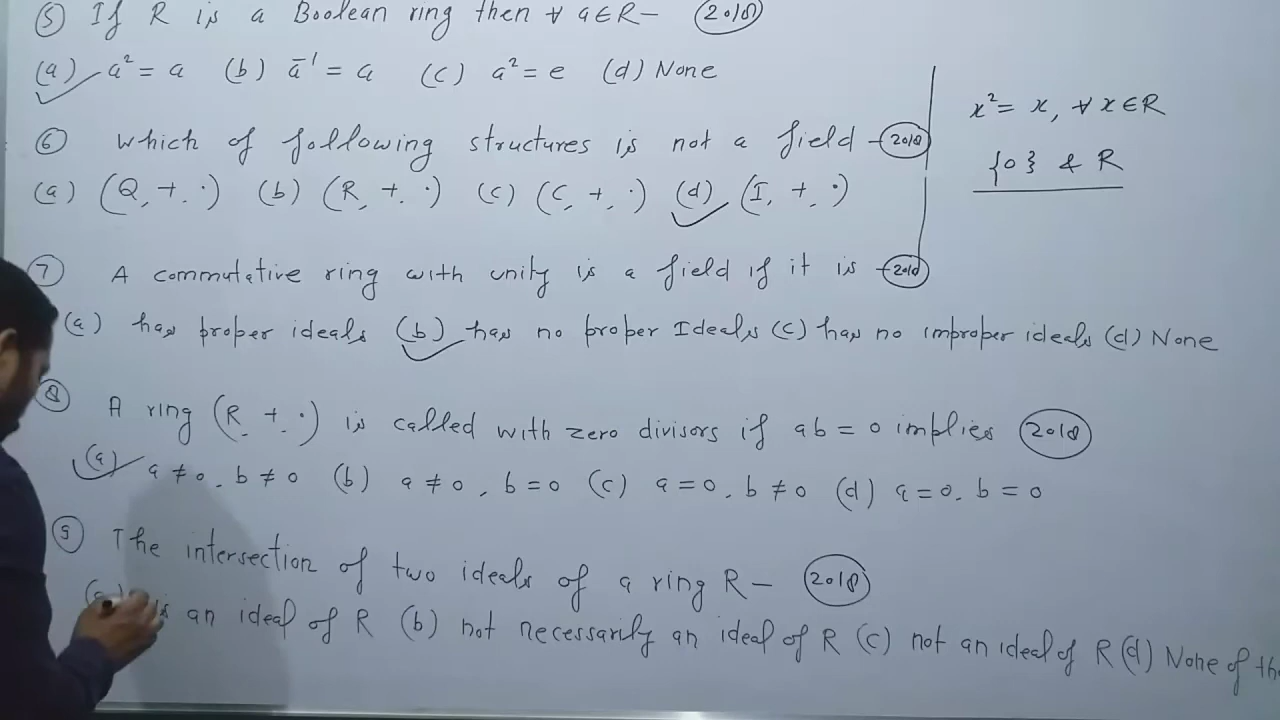 (5) If R is a Boolean ring then ∀ a∈R — (2018)
(a) a² = a (b) a⁻¹ = a (c) a² = e (d) None
(6) which of following structures is not a field — (2018)
(a) (Q, +, ·) (b) (R, +, ·) (c) (C, +, ·) (d) (I, +, ·)
(7) A commutative ring with unity is a field if it is — (2018)
(a) has proper ideals (b) has no proper Ideals (c) has no improper ideals (d) None
(8) A ring (R, +, ·) is called with zero divisors if ab = 0 implies (2018)
(a) a ≠ 0, b ≠ 0 (b) a ≠ 0, b = 0 (c) a = 0, b ≠ 0 (d) a = 0, b = 0
(9) The intersection of two ideals of a ring R — (2018)
is an ideal of R (b) not necessarily an ideal of R (c) not an ideal of R (d) None of
x² = x, ∀ x∈R
{0} & R